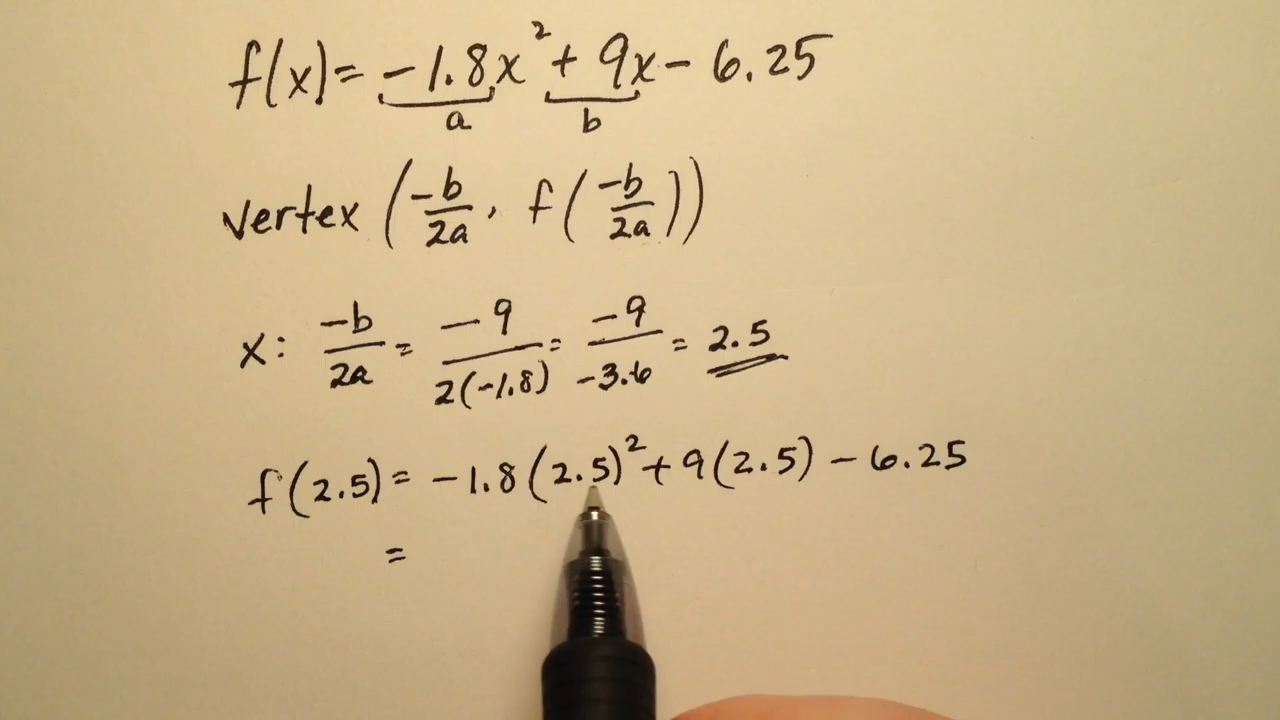 f(x) = -1.8x² + 9x - 6.25
a b
vertex (-b/2a, f(-b/2a))
x: -b/2a = -9/2(-1.8) = -9/-3.6 = 2.5
f(2.5) = -1.8(2.5)² + 9(2.5) - 6.25
=